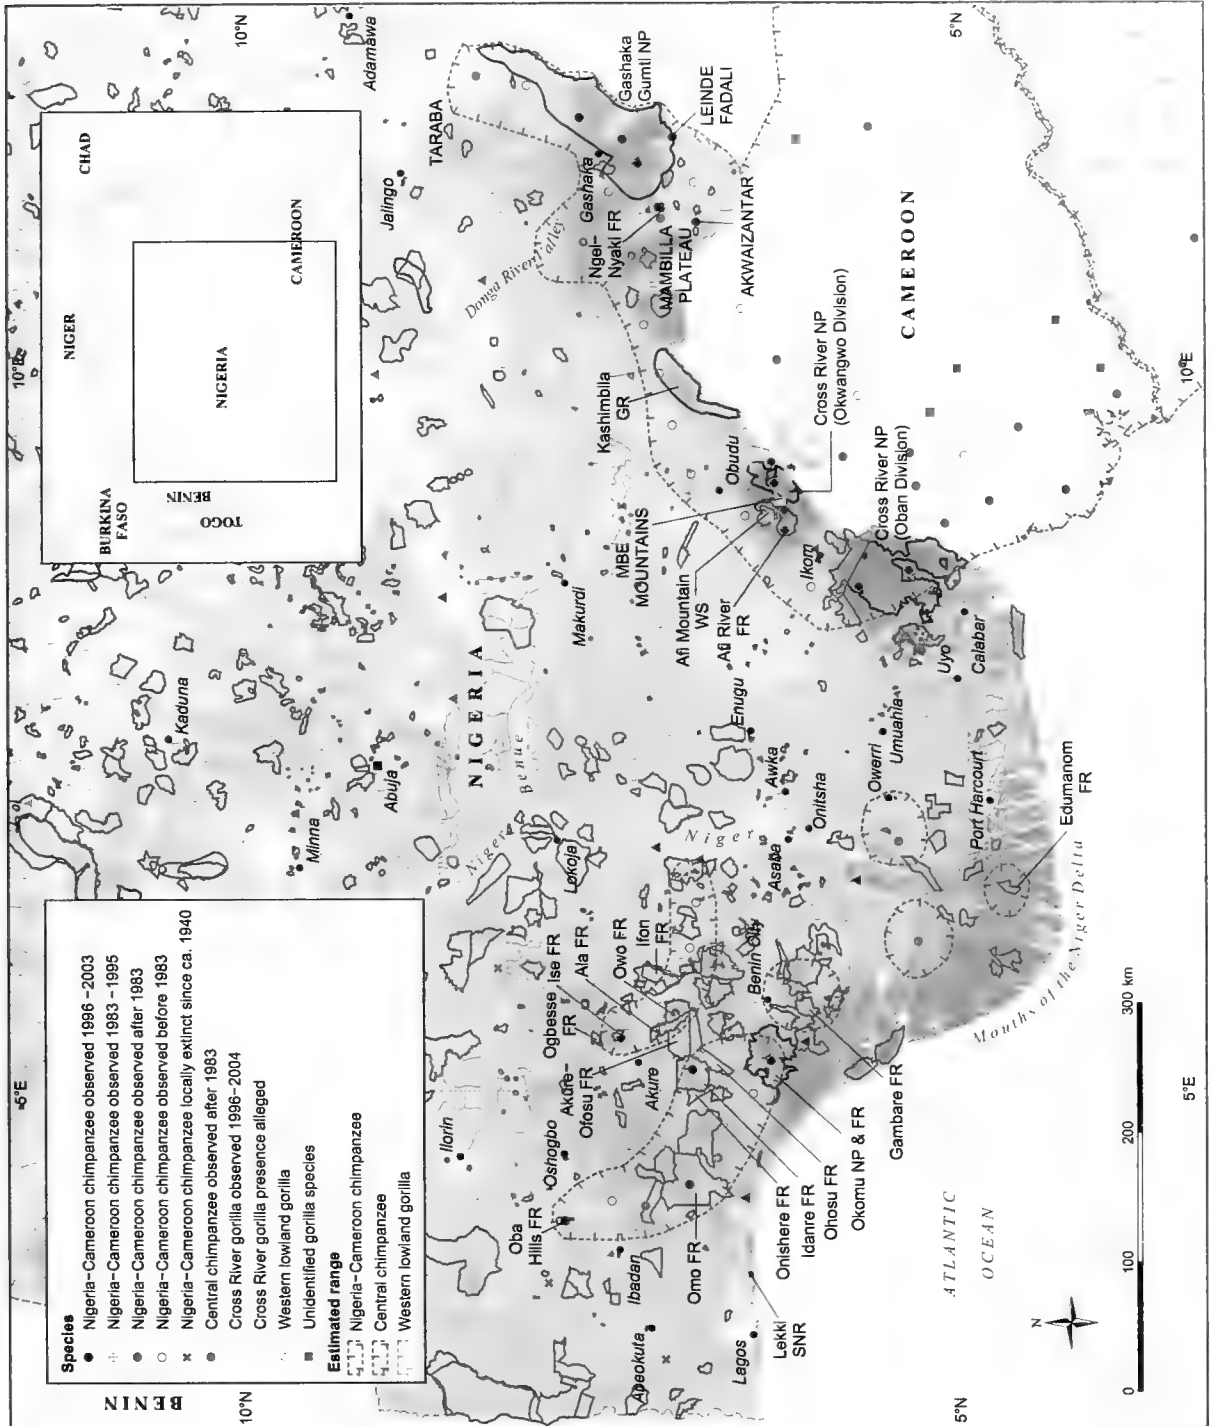 Species
Nigeria–Cameroon chimpanzee observed 1996–2003
Nigeria–Cameroon chimpanzee observed 1983–1995
Nigeria–Cameroon chimpanzee observed after 1983
Nigeria–Cameroon chimpanzee observed before 1983
Nigeria–Cameroon chimpanzee locally extinct since ca. 1940
Central chimpanzee observed after 1983
Cross River gorilla observed 1996–2004
Cross River gorilla presence alleged
Western lowland gorilla
Unidentified gorilla species
Estimated range
Nigeria–Cameroon chimpanzee
Central chimpanzee
Western lowland gorilla
BENIN
5°E
10°E
10°N
10°N
5°N
5°N
5°E
10°E
BURKINA
FASO
NIGER
CHAD
BENIN
TOGO
NIGERIA
CAMEROON
Kaduna
Minna
Abuja
Jalingo
Adamawa
TARABA
NIGERIA
Benue
Niger
Lokoja
Makurdi
Donga River Valley
Gashaka
Gashaka
Gumti NP
Ngel–
Nyaki FR
MAMBILLA
PLATEAU
LEINDE
FADALI
AKWAIZANTAR
Kashimbila
GR
Obudu
MBE
MOUNTAINS
Afi Mountain
WS
Afi River
FR
Cross River NP
(Okwangwo Division)
Ikom
Cross River NP
(Oban Division)
CAMEROON
Ilorin
Oshogbo
Oba
Hills FR
Ibadan
Abeokuta
Lagos
Lekki
SNR
Omo FR
Akure
Akure–
Ofosu FR
Ogbesse
FR
Ise FR
Ala FR
Owo FR
Ifon
FR
Benin City
Onishere FR
Idanre FR
Ohosu FR
Okomu NP & FR
Gambare FR
Niger
Asaba
Onitsha
Awka
Enugu
Owerri
Umuahia
Uyo
Calabar
Port Harcourt
Edumanom
FR
Mouths of the Niger Delta
ATLANTIC
OCEAN
N
0
100
200
300 km